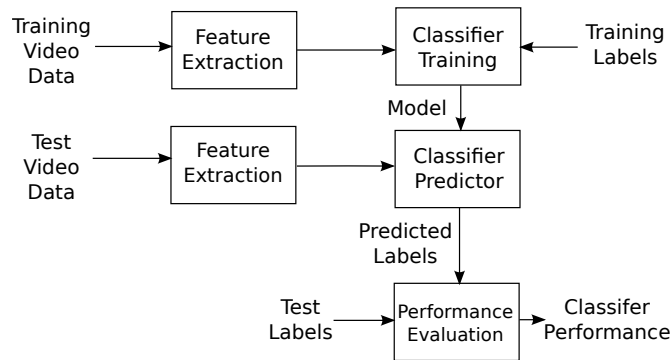 Training
Video
Data
Feature
Extraction
Classifier
Training
Training
Labels
Model
Test
Video
Data
Feature
Extraction
Classifier
Predictor
Predicted
Labels
Test
Labels
Performance
Evaluation
Classifer
Performance